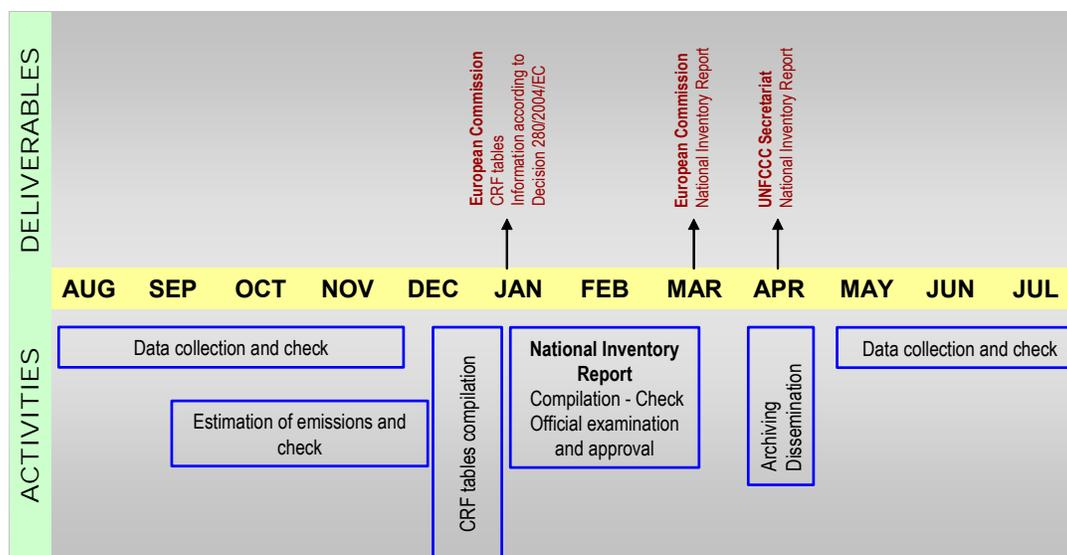 DELIVERABLES
European Commission
CRF tables
Information according to
Decision 280/2004/EC
European Commission
National Inventory Report
UNFCCC Secretariat
National Inventory Report
AUG SEP OCT NOV DEC JAN FEB MAR APR MAY JUN JUL
ACTIVITIES
Data collection and check
Estimation of emissions and
check
CRF tables compilation
National Inventory
Report
Compilation - Check
Official examination
and approval
Archiving
Dissemination
Data collection and check